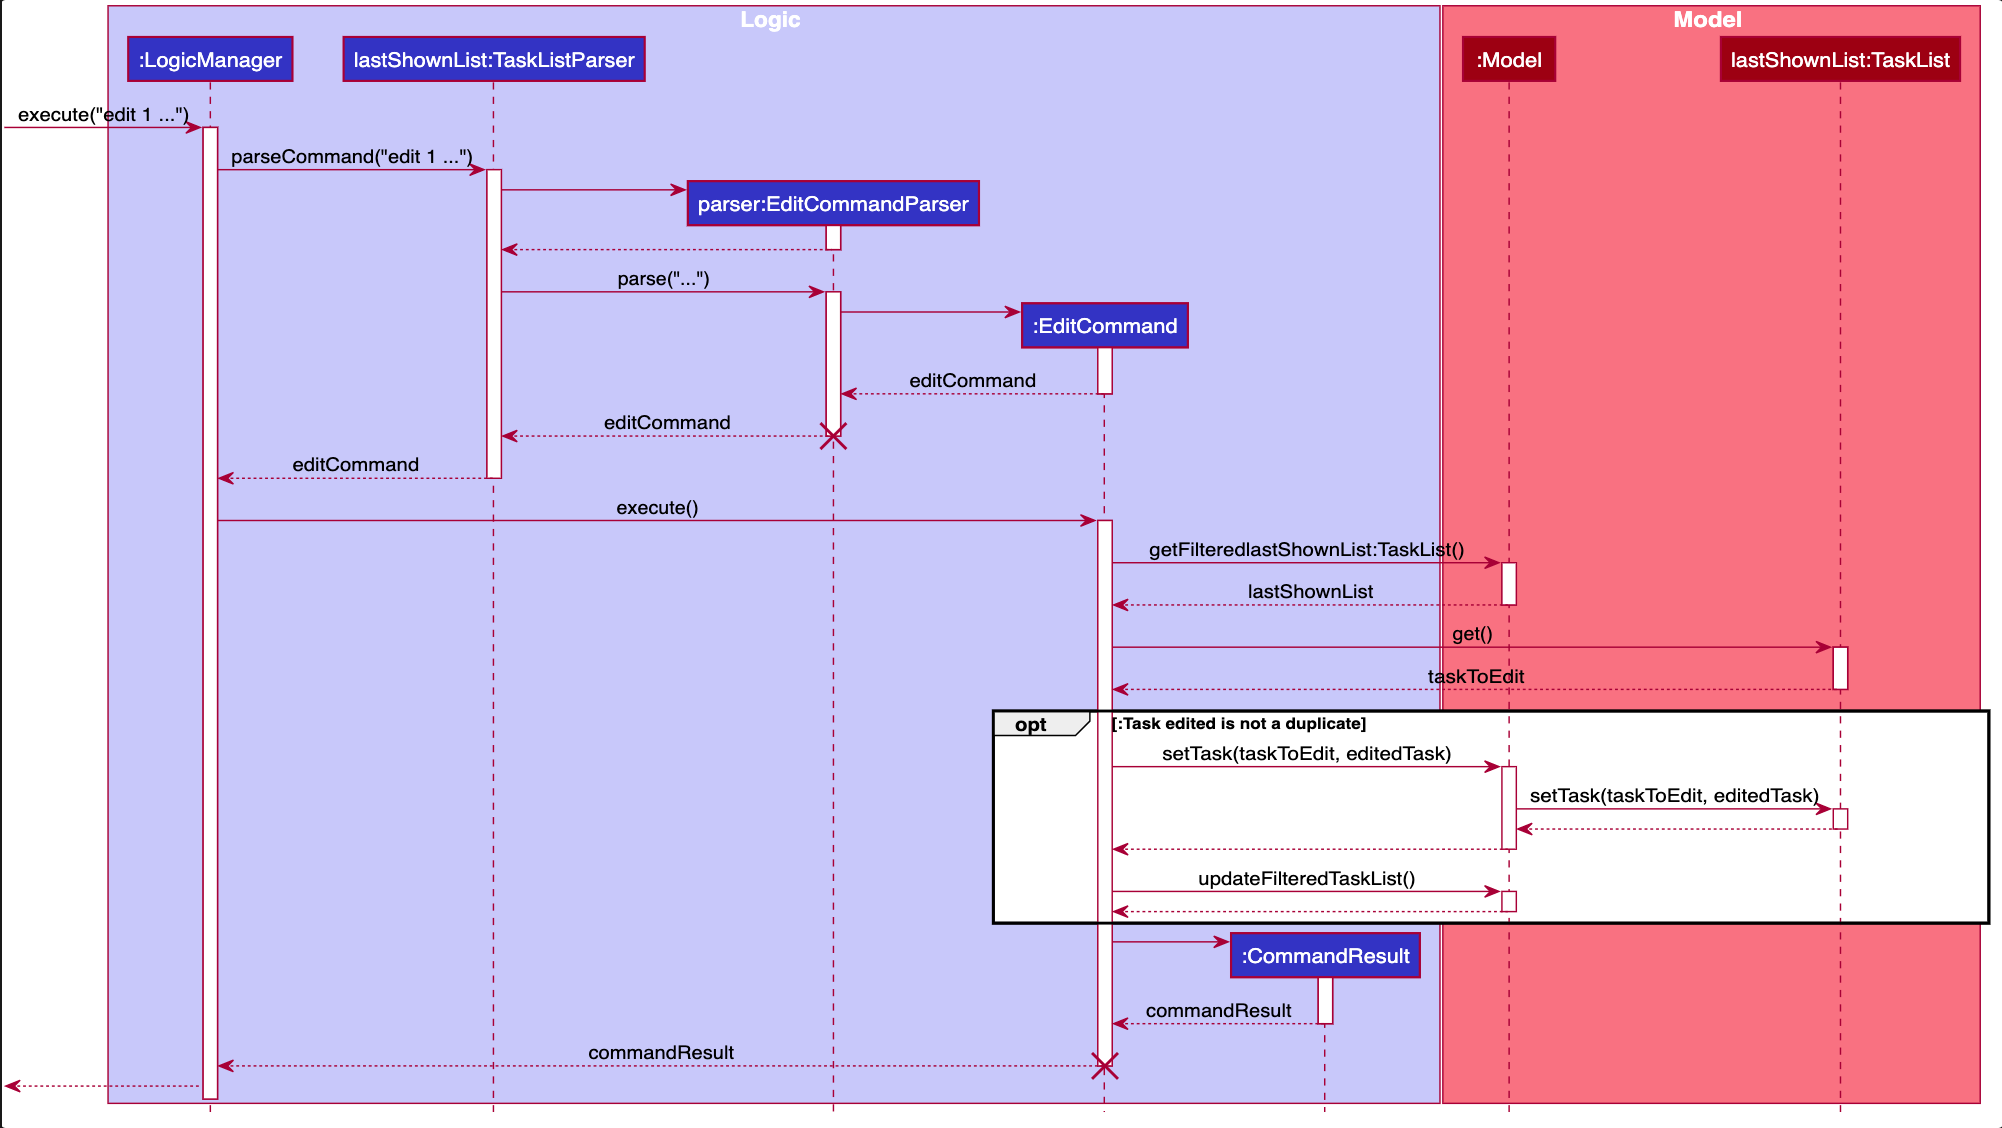 Logic
Model
:LogicManager
lastShownList:TaskListParser
:Model
lastShownList:TaskList
execute("edit 1 ...")
parseCommand("edit 1 ...")
parser:EditCommandParser
parse("...")
:EditCommand
editCommand
editCommand
editCommand
execute()
getFilteredlastShownList:TaskList()
lastShownList
get()
taskToEdit
opt
[:Task edited is not a duplicate]
setTask(taskToEdit, editedTask)
setTask(taskToEdit, editedTask)
updateFilteredTaskList()
:CommandResult
commandResult
commandResult